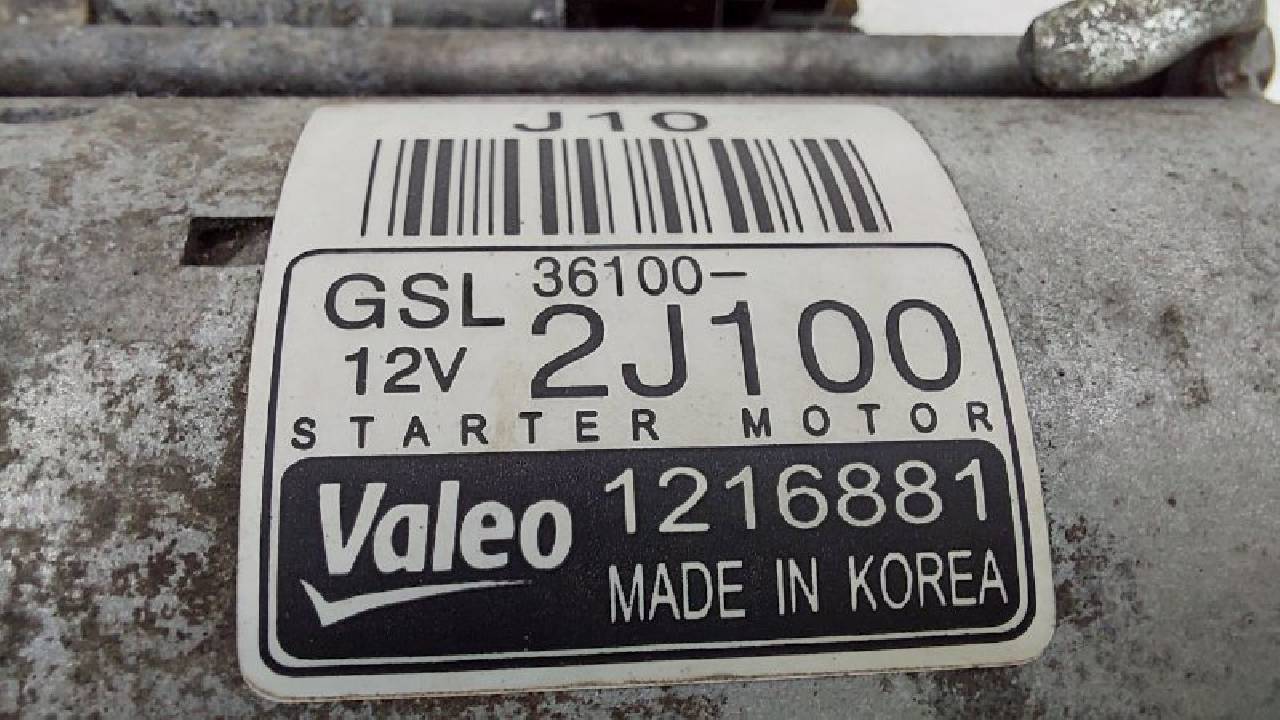 J10
GSL 36100-
12V 2J100
STARTER MOTOR
Valeo 1216881
MADE IN KOREA